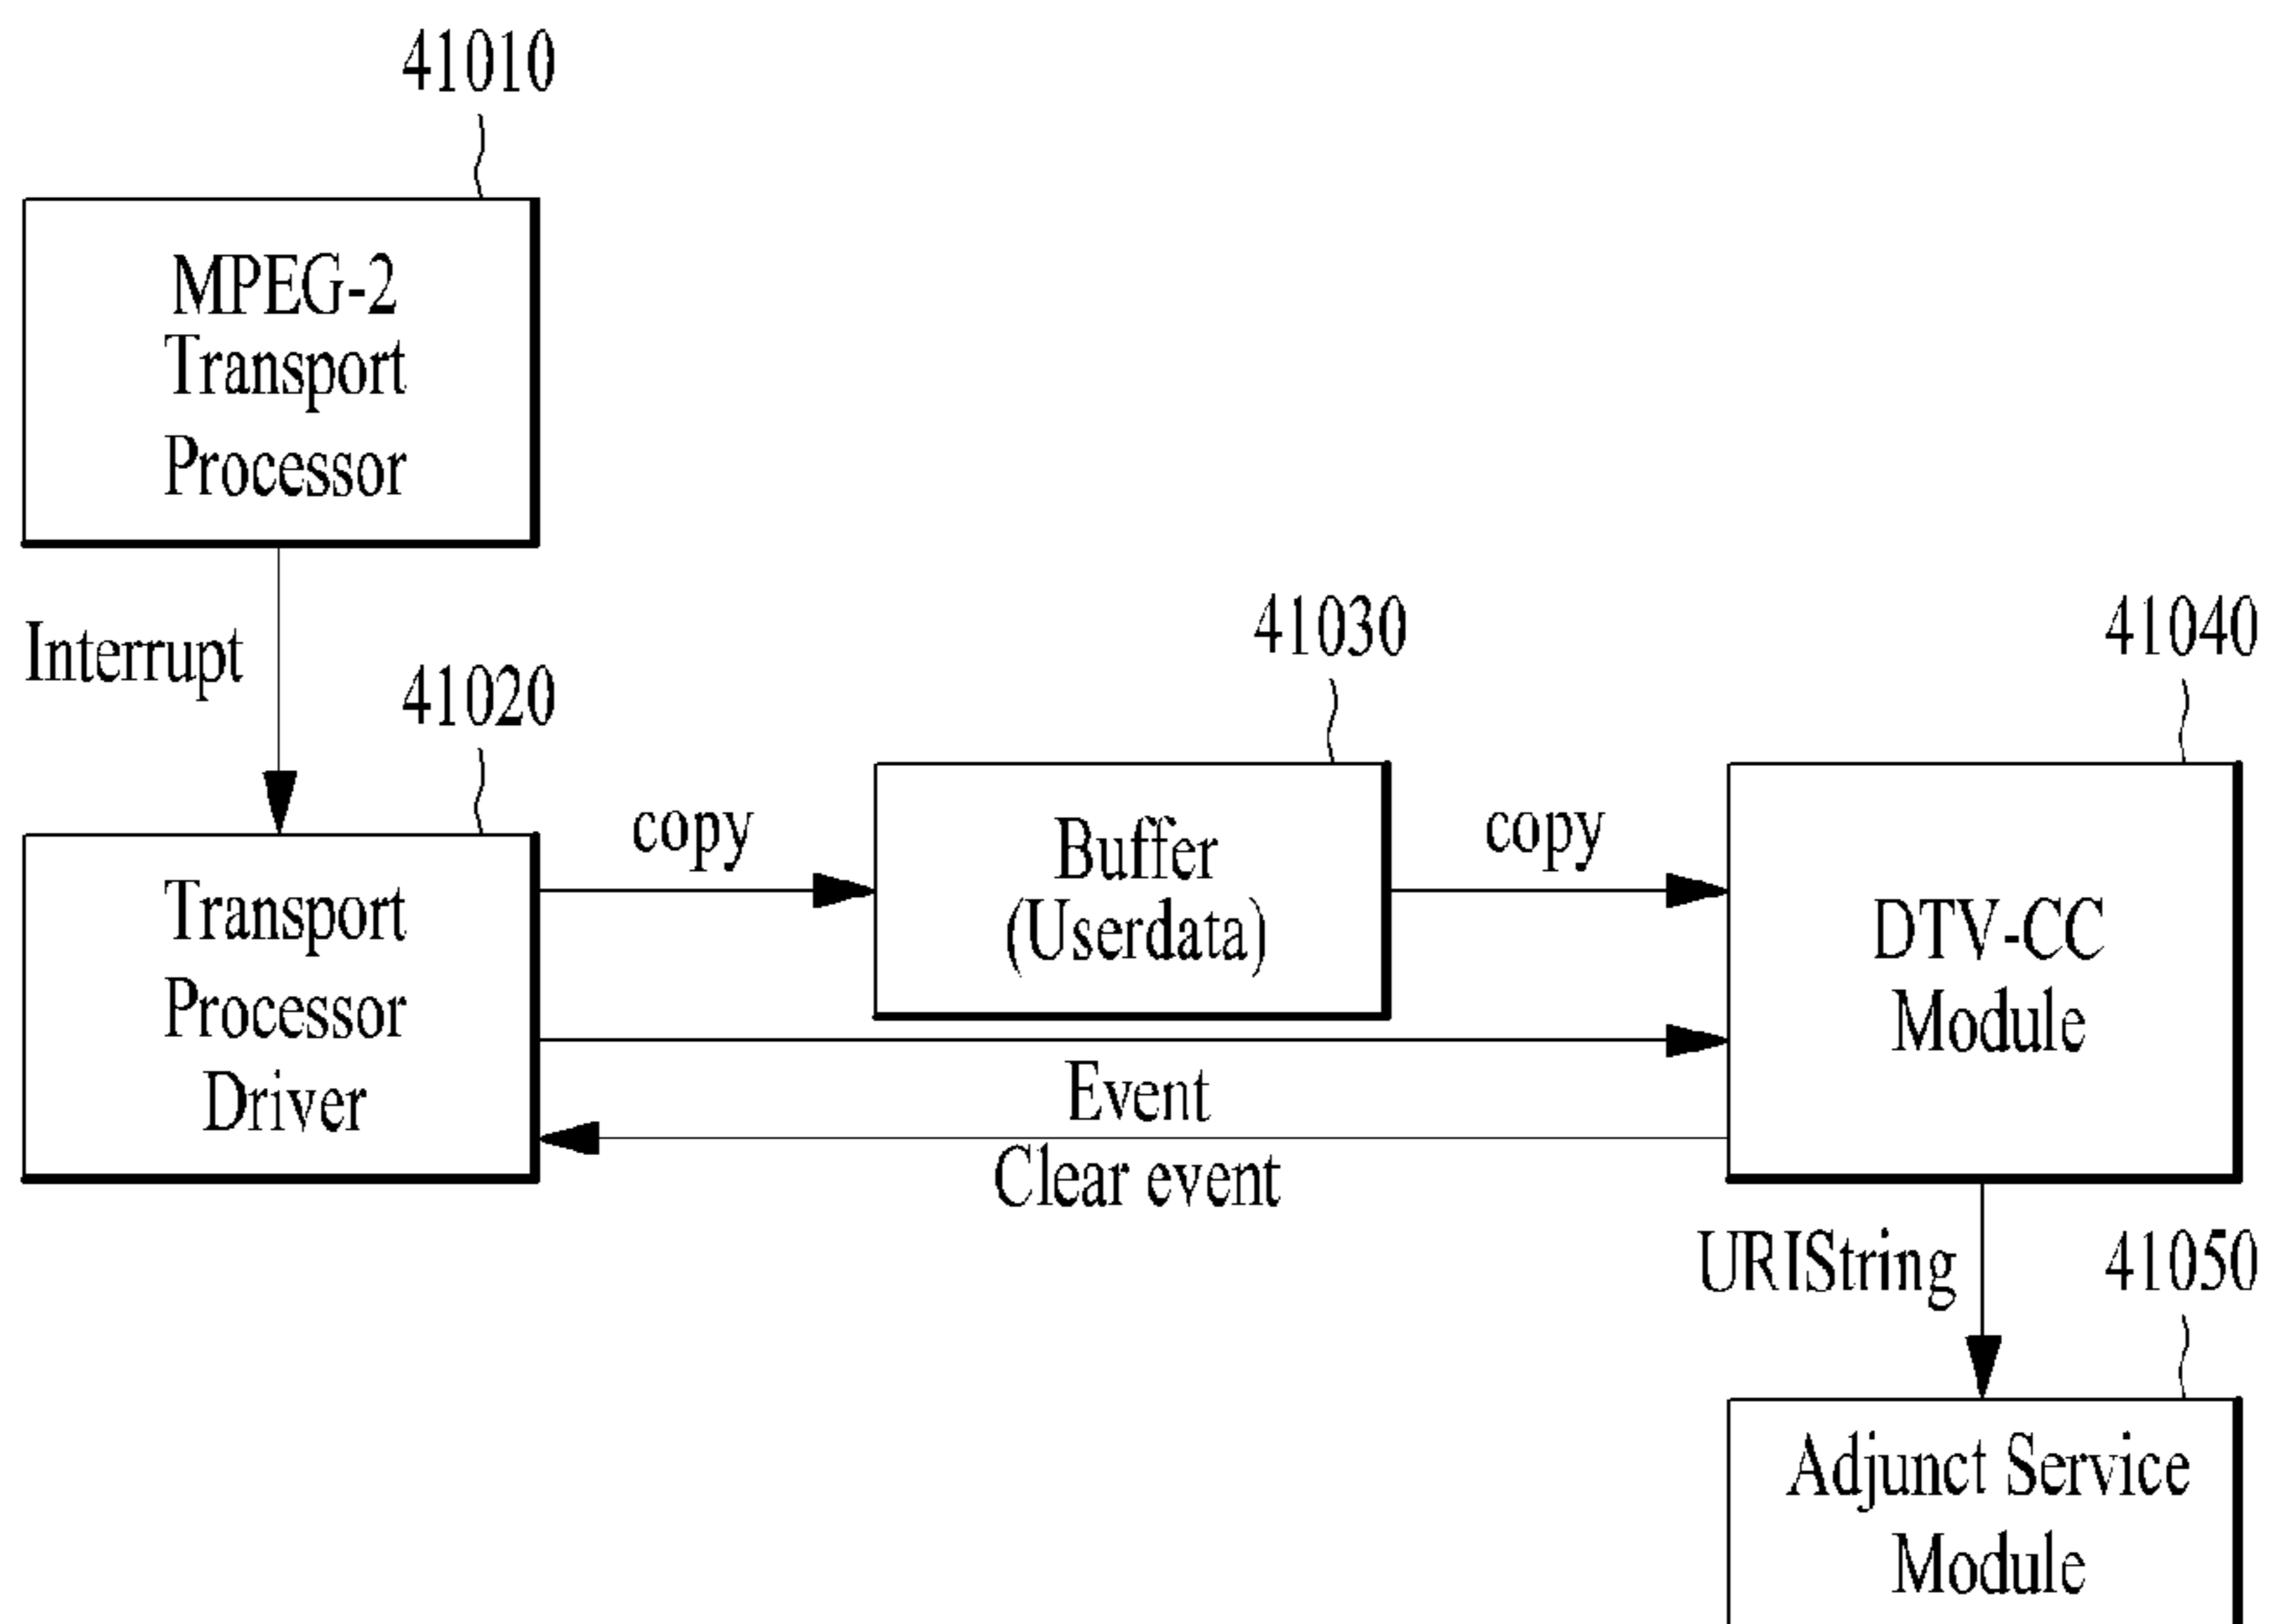 41010
MPEG-2
Transport
Processor
Interrupt
41020
Transport
Processor
Driver
copy
41030
Buffer
(Userdata)
copy
41040
DTV-CC
Module
Event
Clear event
URIString
41050
Adjunct Service
Module